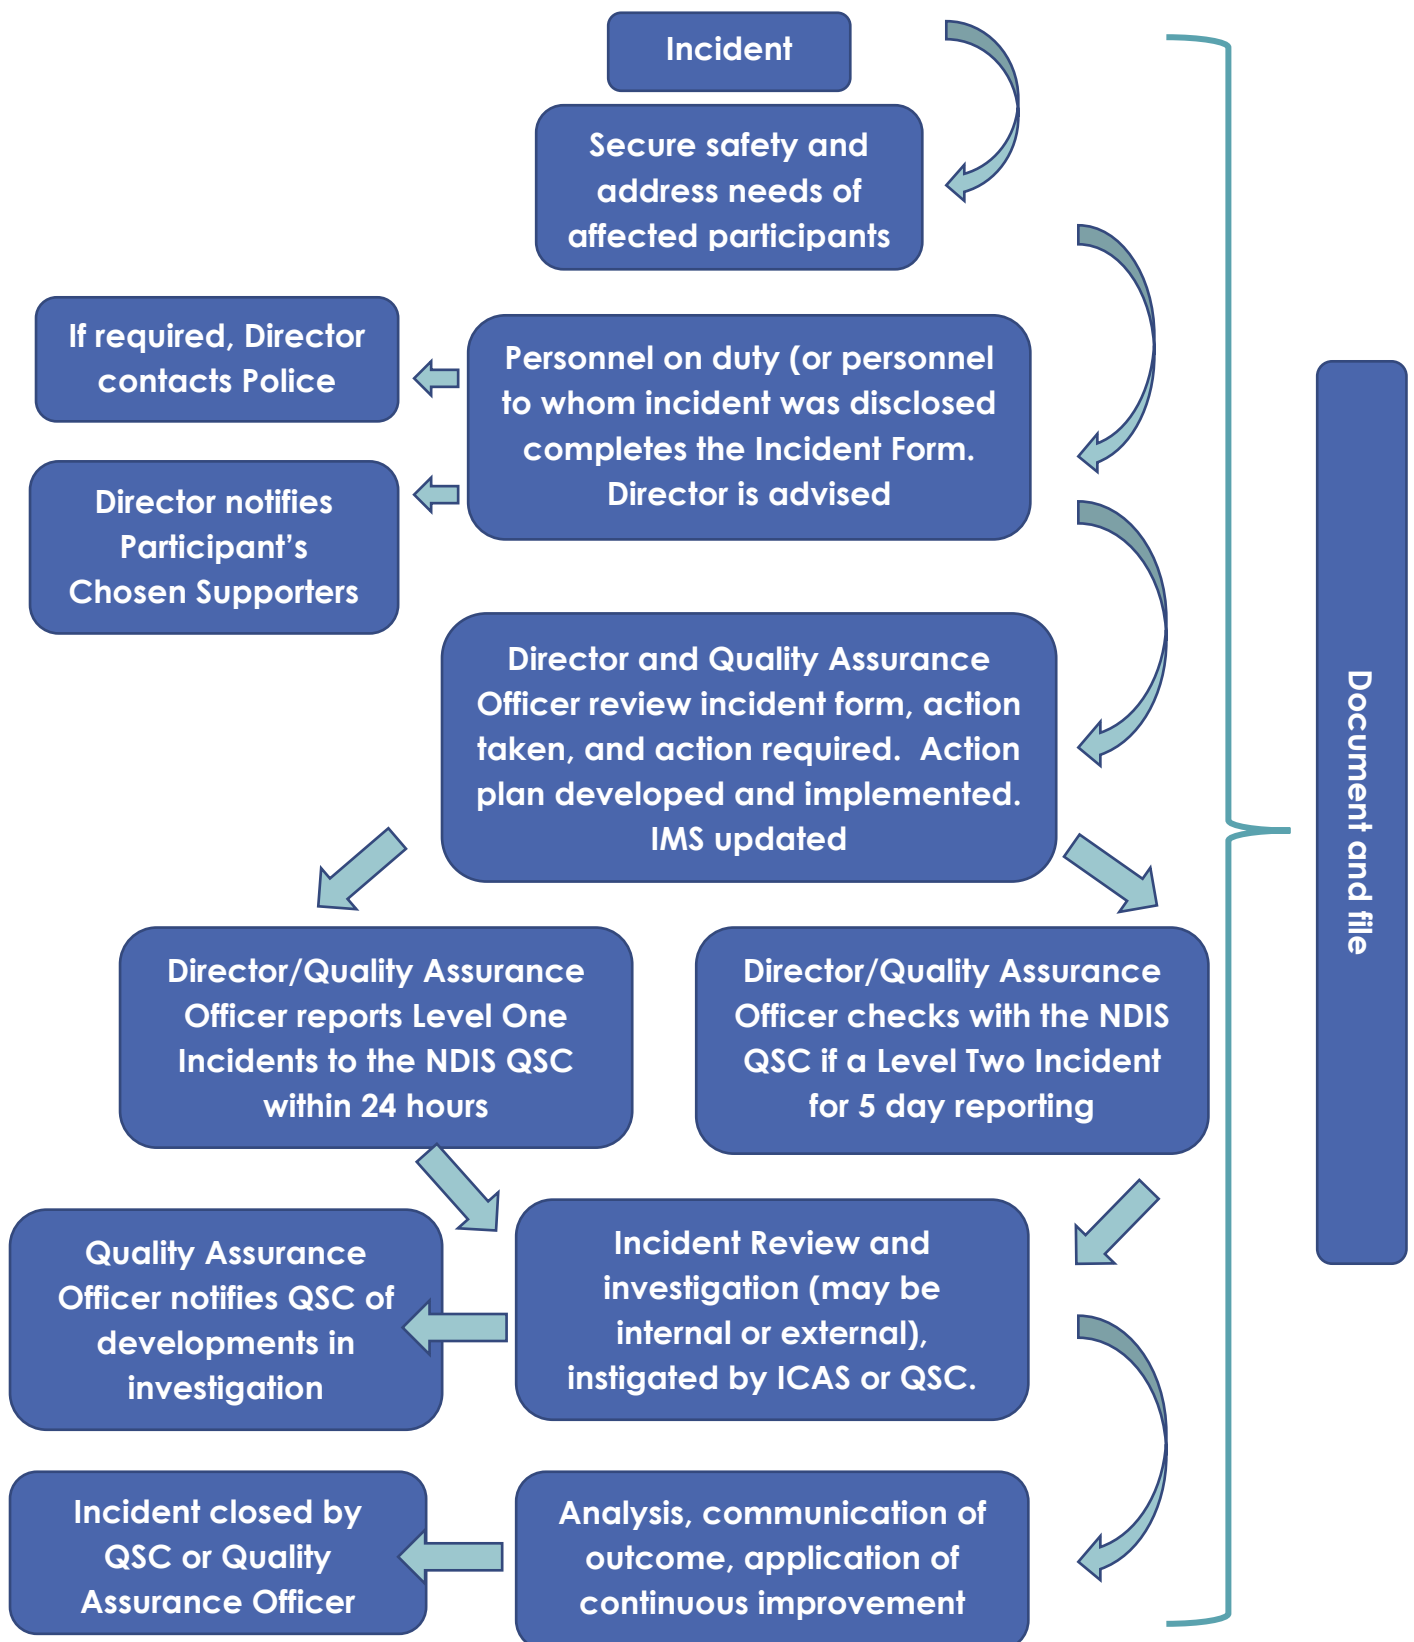 Incident
Secure safety and
address needs of
affected participants
If required, Director
contacts Police
Personnel on duty (or personnel
to whom incident was disclosed
completes the Incident Form.
Director is advised
Director notifies
Participant’s
Chosen Supporters
Director and Quality Assurance
Officer review incident form, action
taken, and action required.  Action
plan developed and implemented.
IMS updated
Document and file
Director/Quality Assurance
Officer reports Level One
Incidents to the NDIS QSC
within 24 hours
Director/Quality Assurance
Officer checks with the NDIS
QSC if a Level Two Incident
for 5 day reporting
Quality Assurance
Officer notifies QSC of
developments in
investigation
Incident Review and
investigation (may be
internal or external),
instigated by ICAS or QSC.
Incident closed by
QSC or Quality
Assurance Officer
Analysis, communication of
outcome, application of
continuous improvement